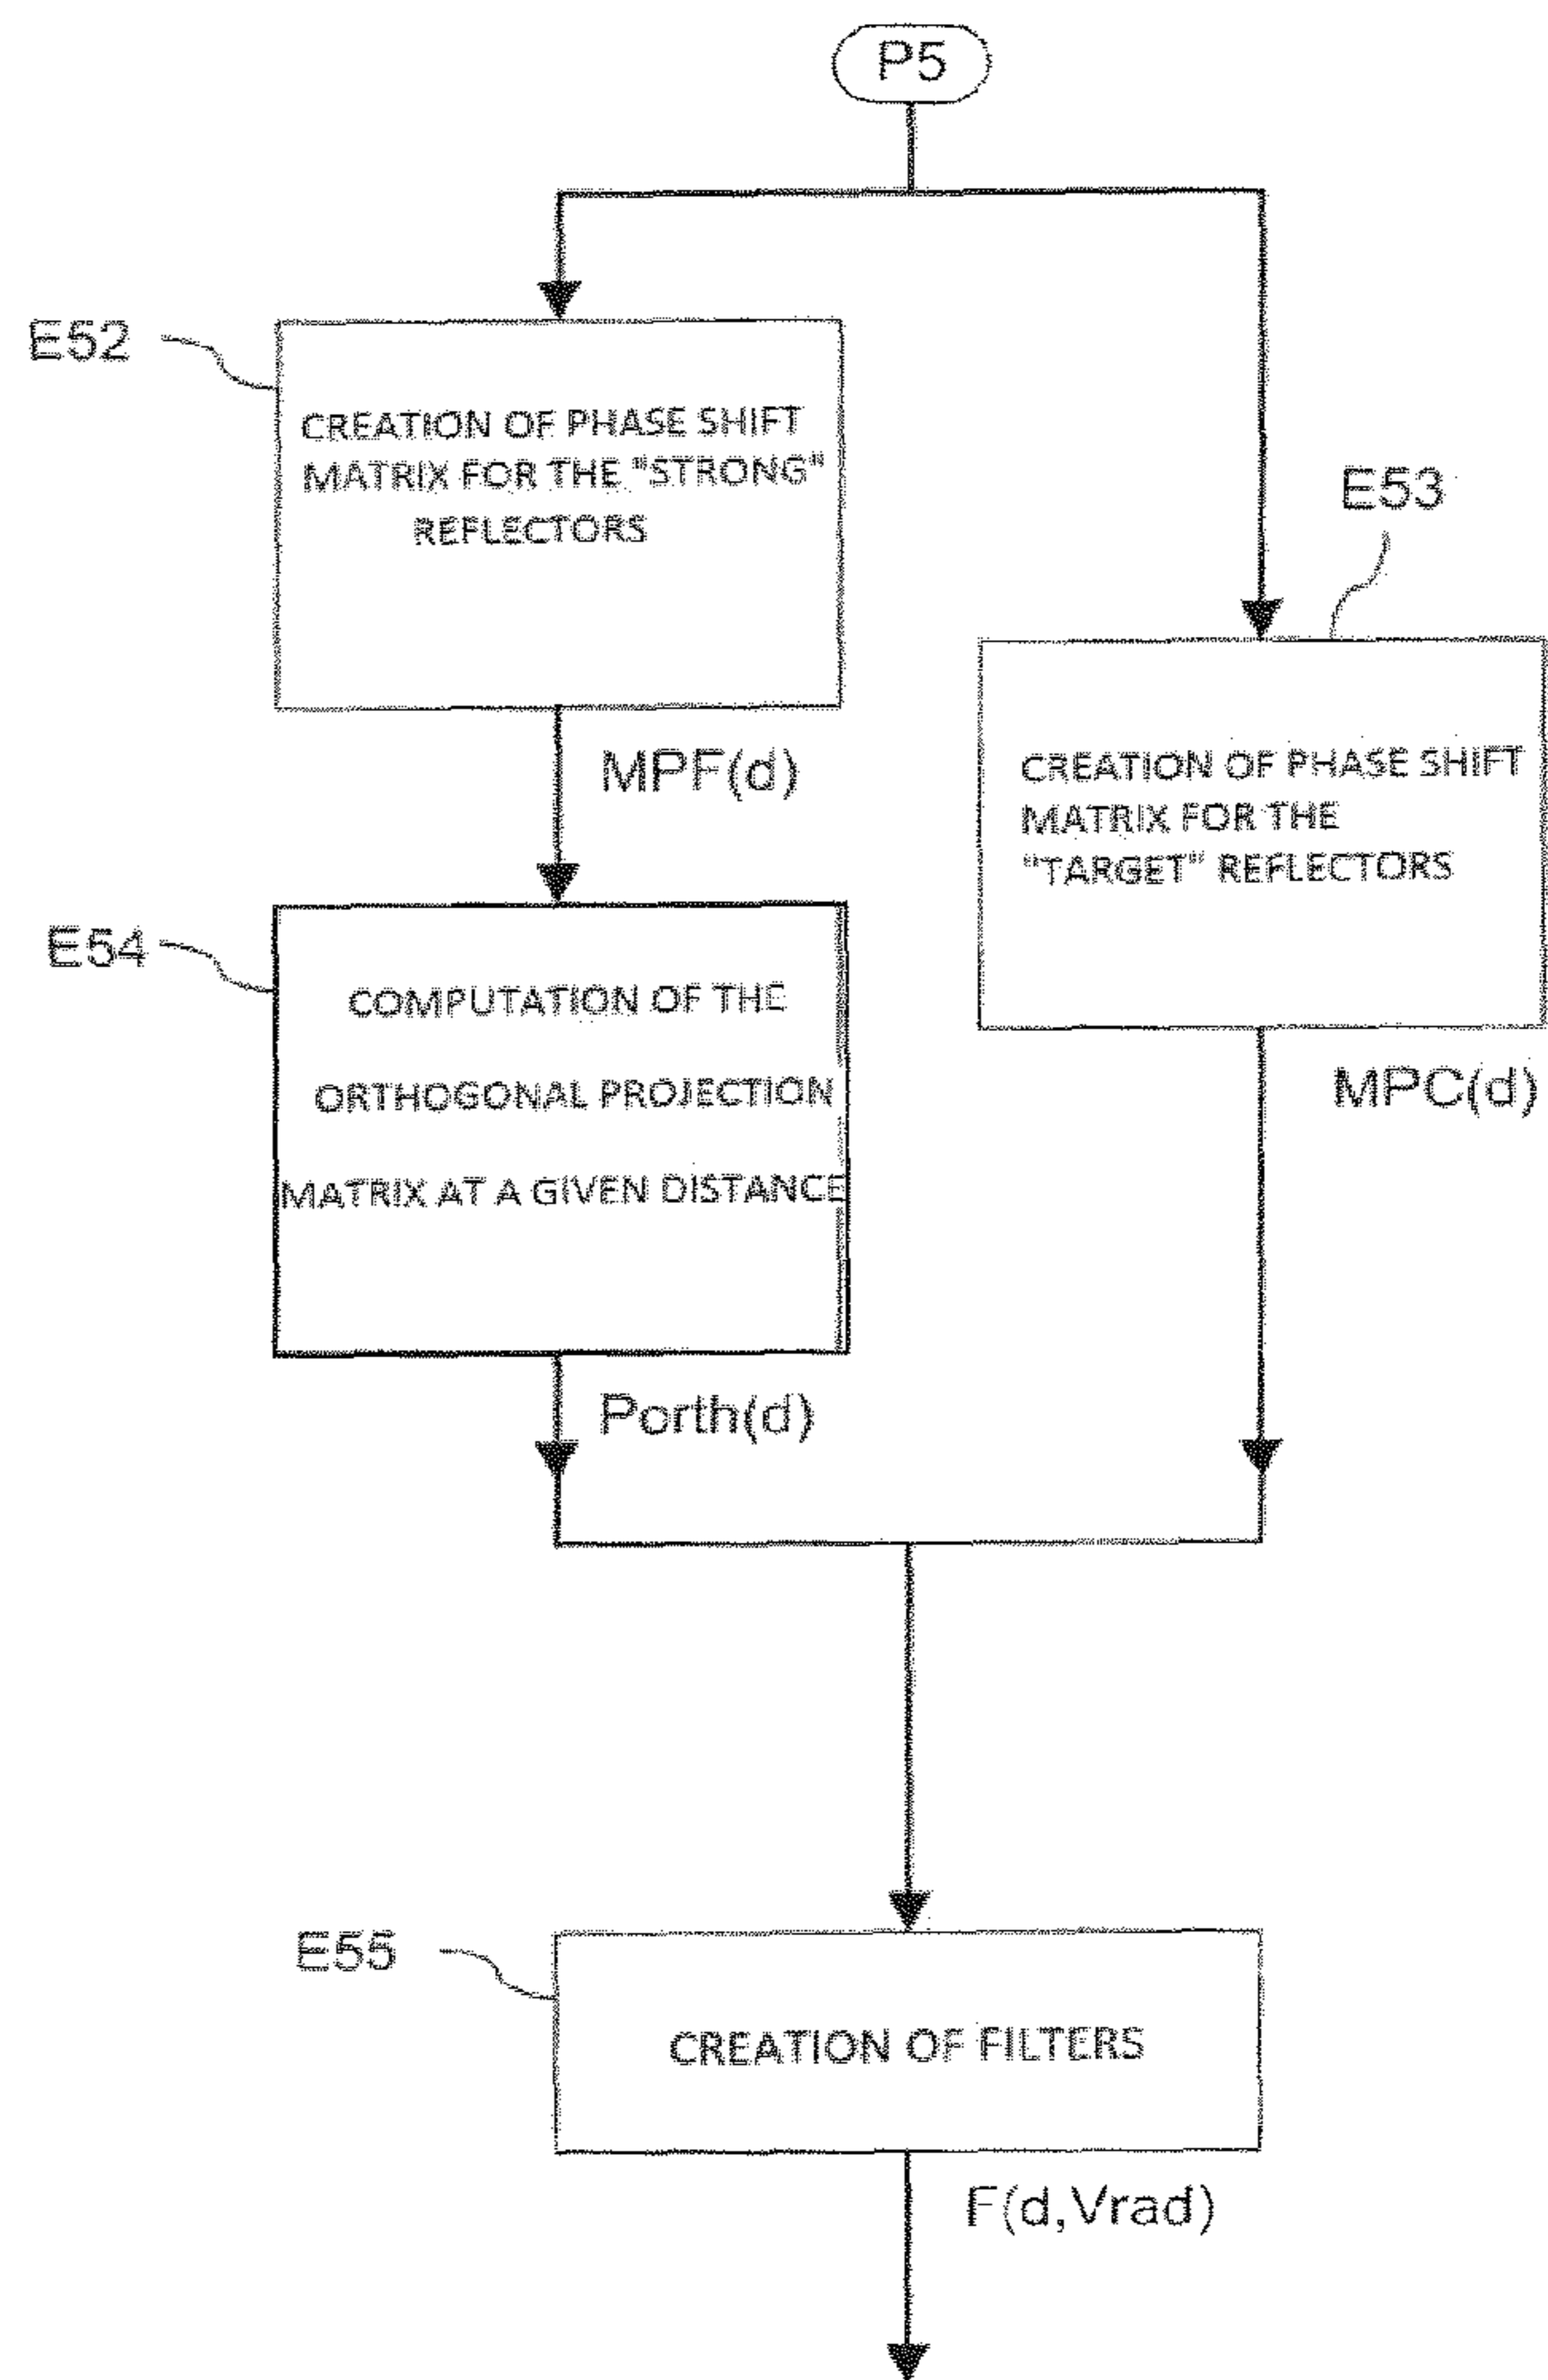 P5
E52
CREATION OF PHASE SHIFT
MATRIX FOR THE "STRONG"
REFLECTORS
E53
MPF(d)
CREATION OF PHASE SHIFT
MATRIX FOR THE
"TARGET" REFLECTORS
E54
COMPUTATION OF THE
ORTHOGONAL PROJECTION
MATRIX AT A GIVEN DISTANCE
MPC(d)
Porth(d)
E55
CREATION OF FILTERS
F(d,Vrad)